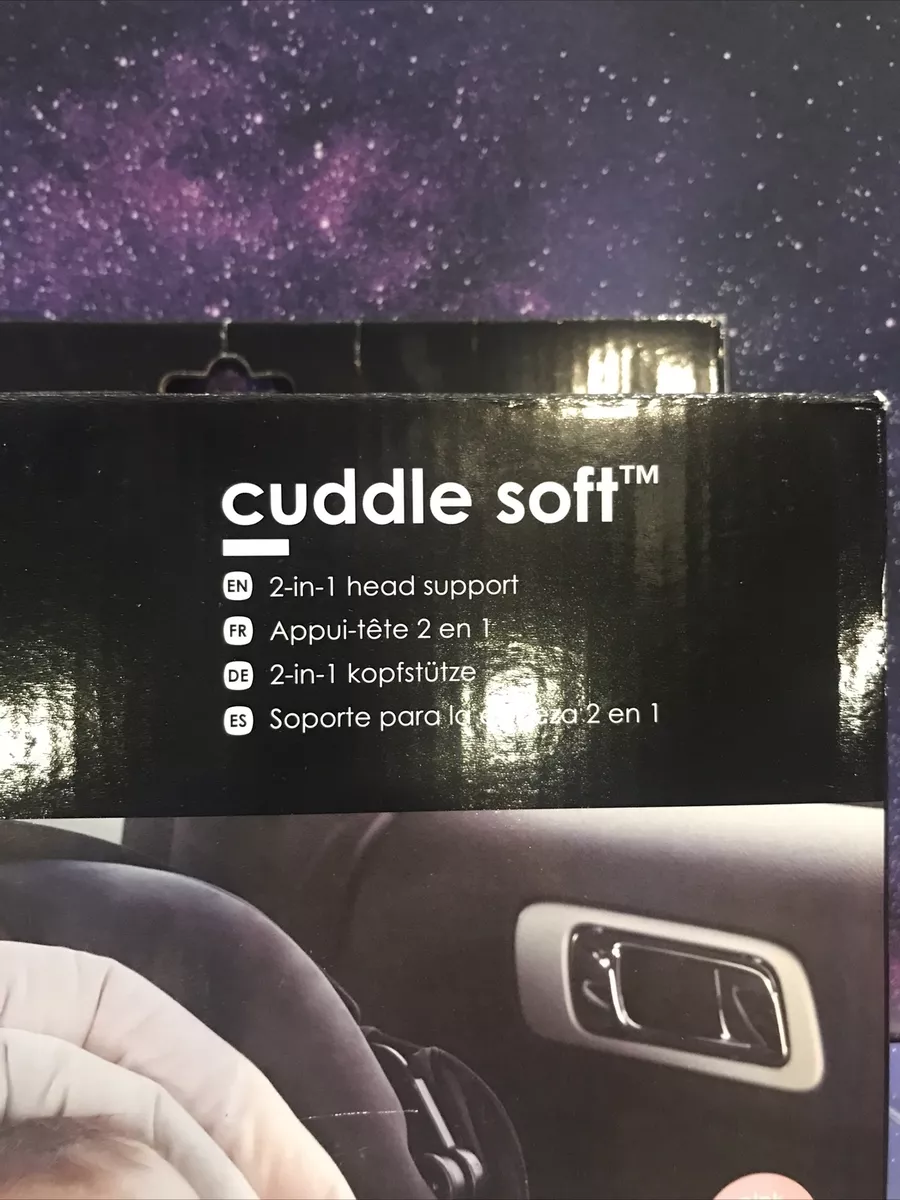 cuddle soft™
EN 2-in-1 head support
FR Appui-tête 2 en 1
DE 2-in-1 kopfstütze
ES Soporte para la 2 en 1